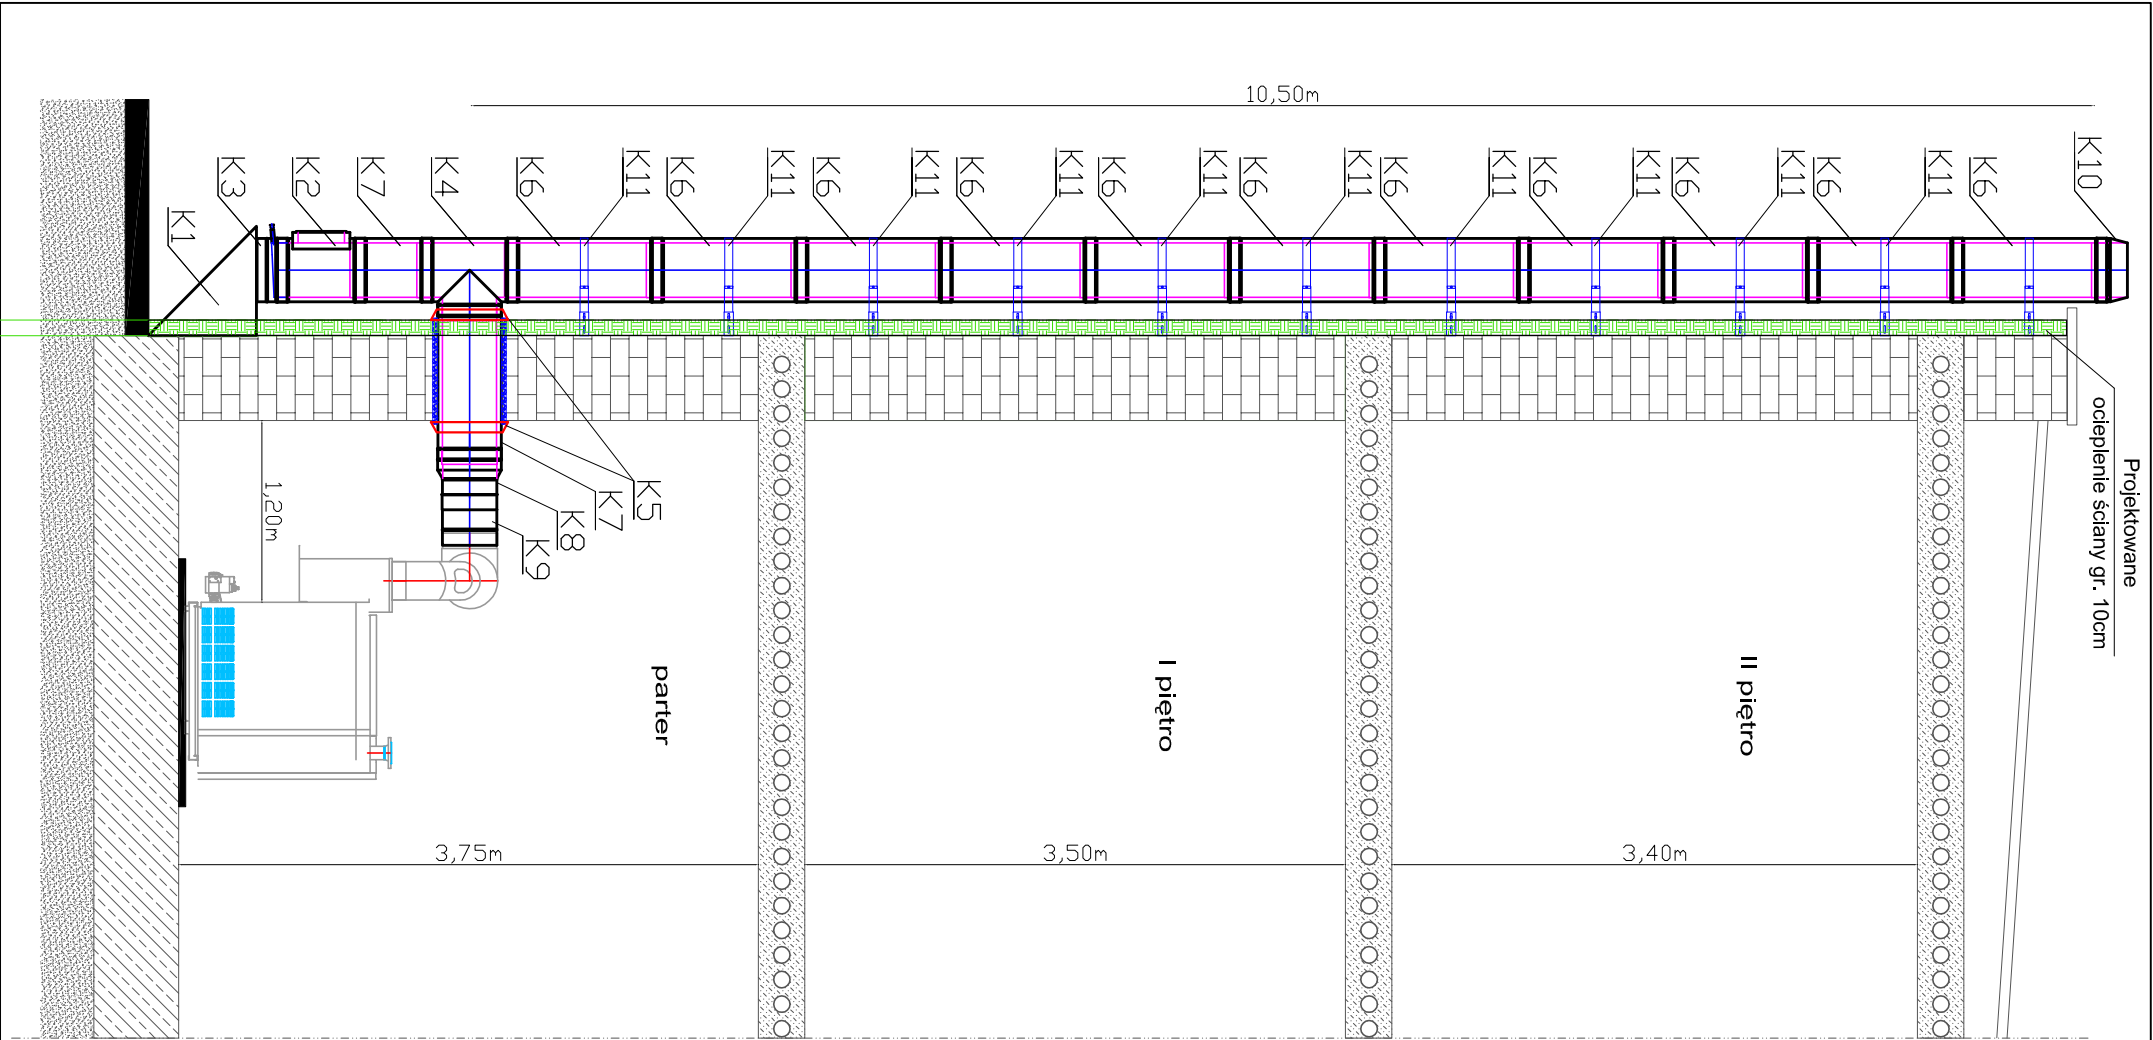 10,50m
K1
K3
K2
K7
K4
K6
K11
K6
K11
K6
K11
K6
K11
K6
K11
K6
K11
K6
K11
K6
K11
K6
K11
K6
K11
K6
K10
Projektowane
ocieplenie ściany gr. 10cm
K5
K7
K8
K9
1,20m
parter
I piętro
II piętro
3,75m
3,50m
3,40m